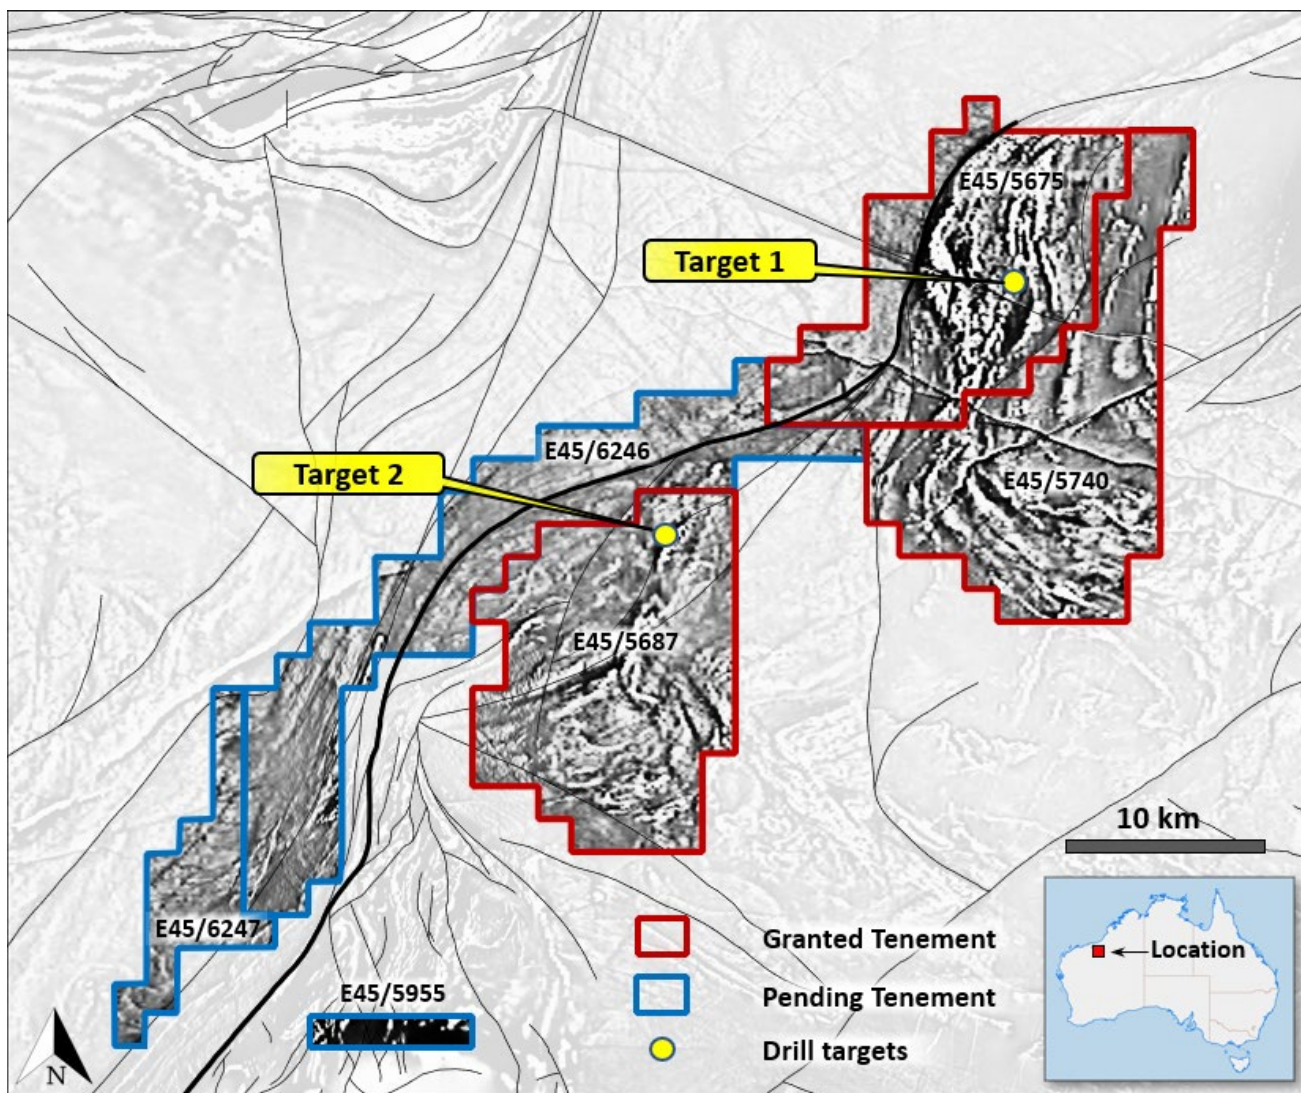 E45/5675
Target 1
E45/6246
Target 2
E45/5740
E45/5687
10 km
E45/6247
Granted Tenement
Location
E45/5955
Pending Tenement
Drill targets
N